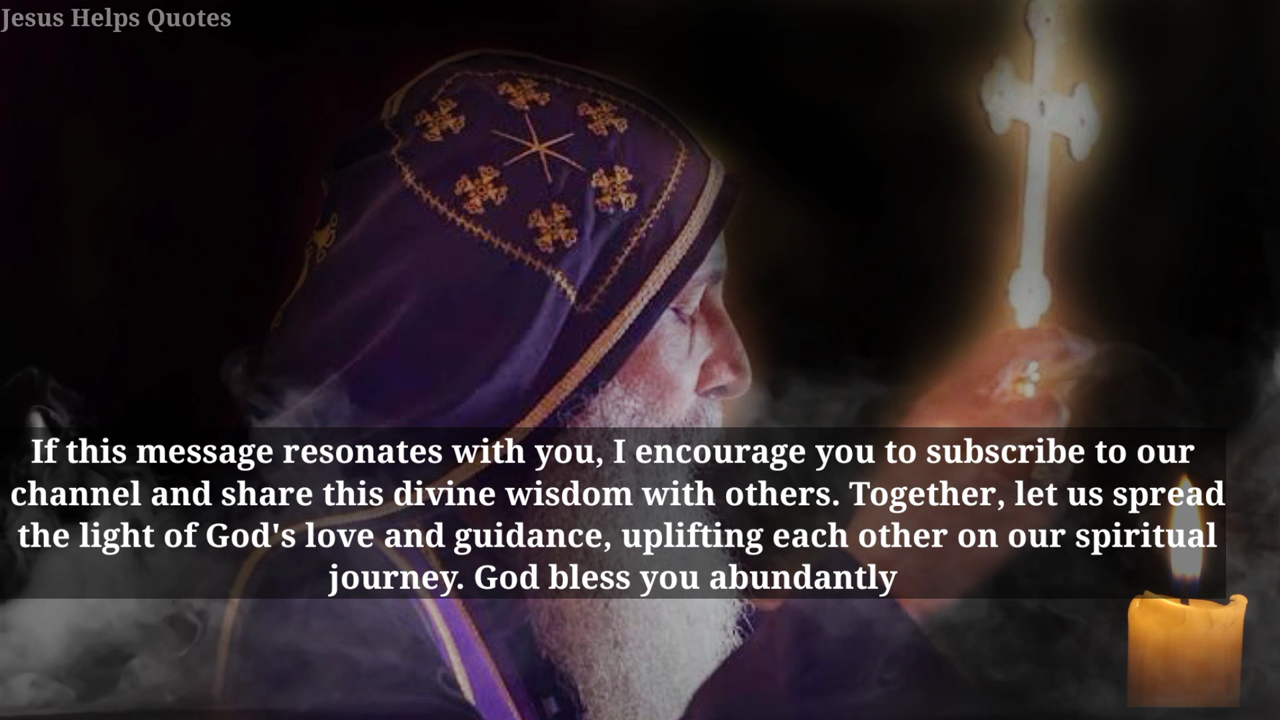 Jesus Helps Quotes
If this message resonates with you, I encourage you to subscribe to our
channel and share this divine wisdom with others. Together, let us spread
the light of God's love and guidance, uplifting each other on our spiritual
journey. God bless you abundantly